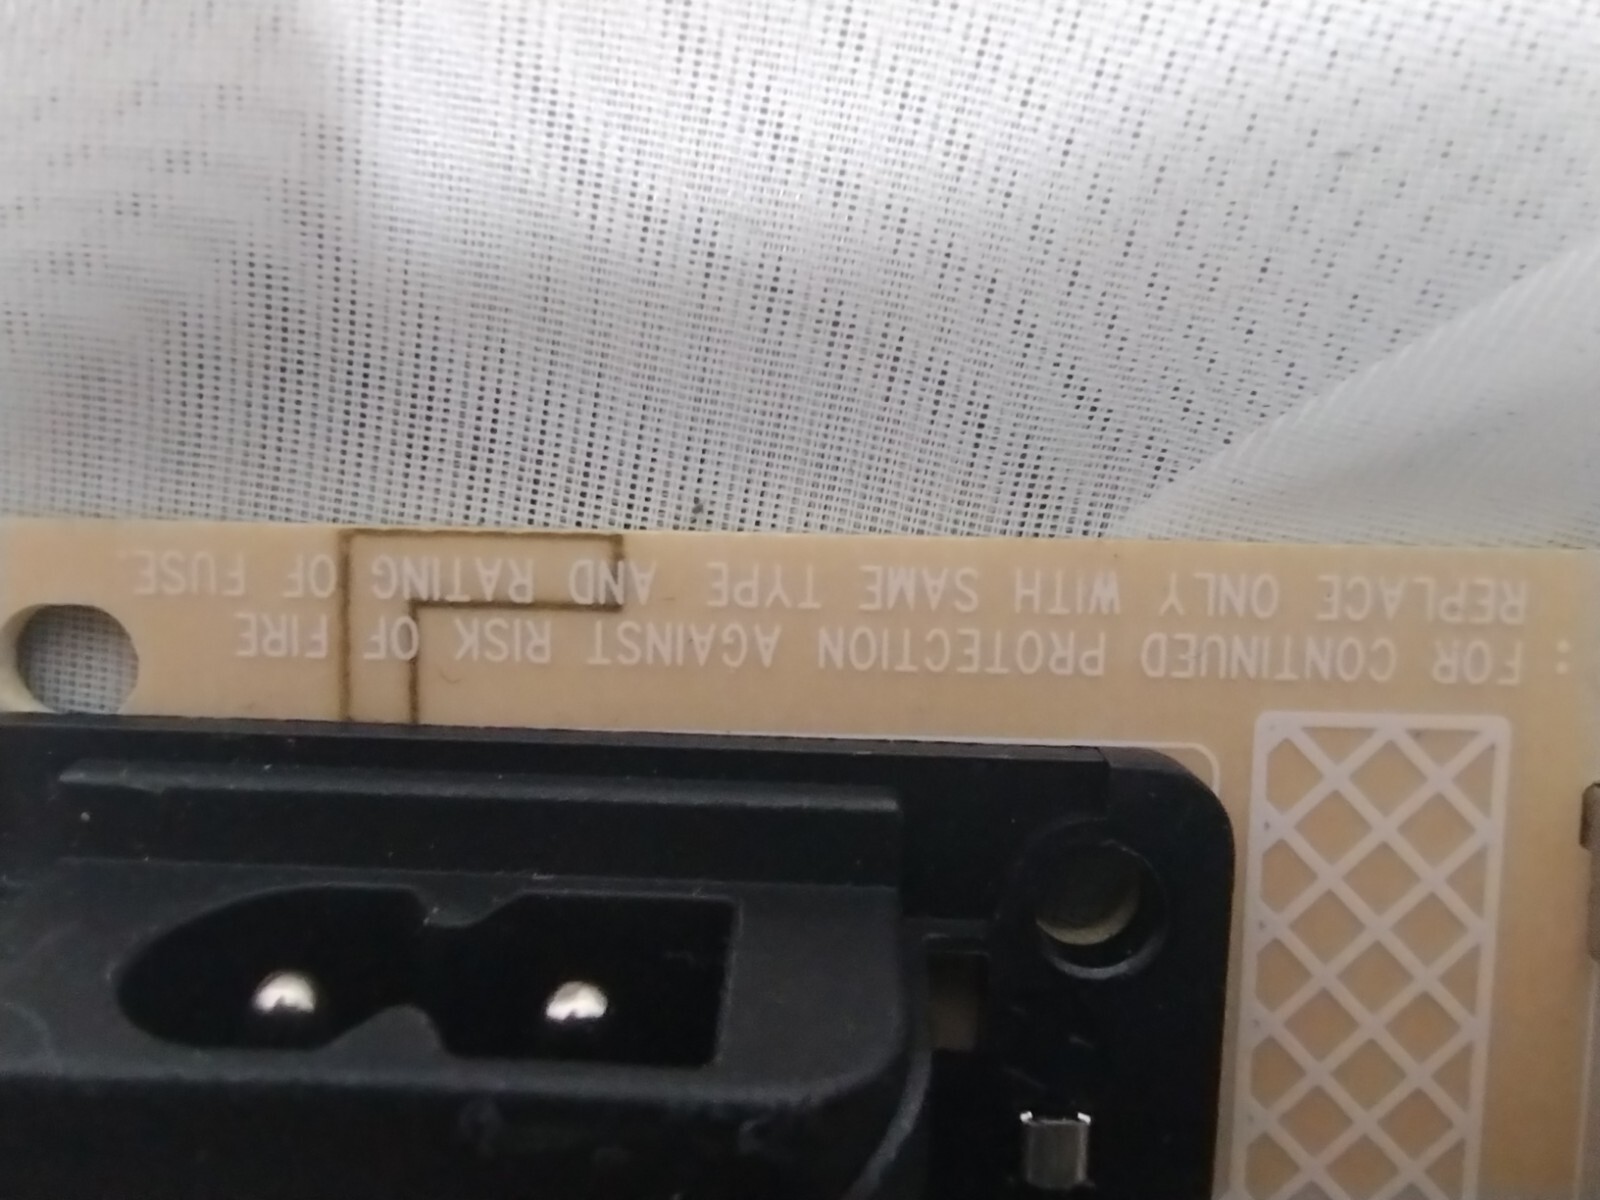 : FOR CONTINUED PROTECTION AGAINST RISK OF FIRE
REPLACE ONLY WITH SAME TYPE AND RATING OF FUSE.